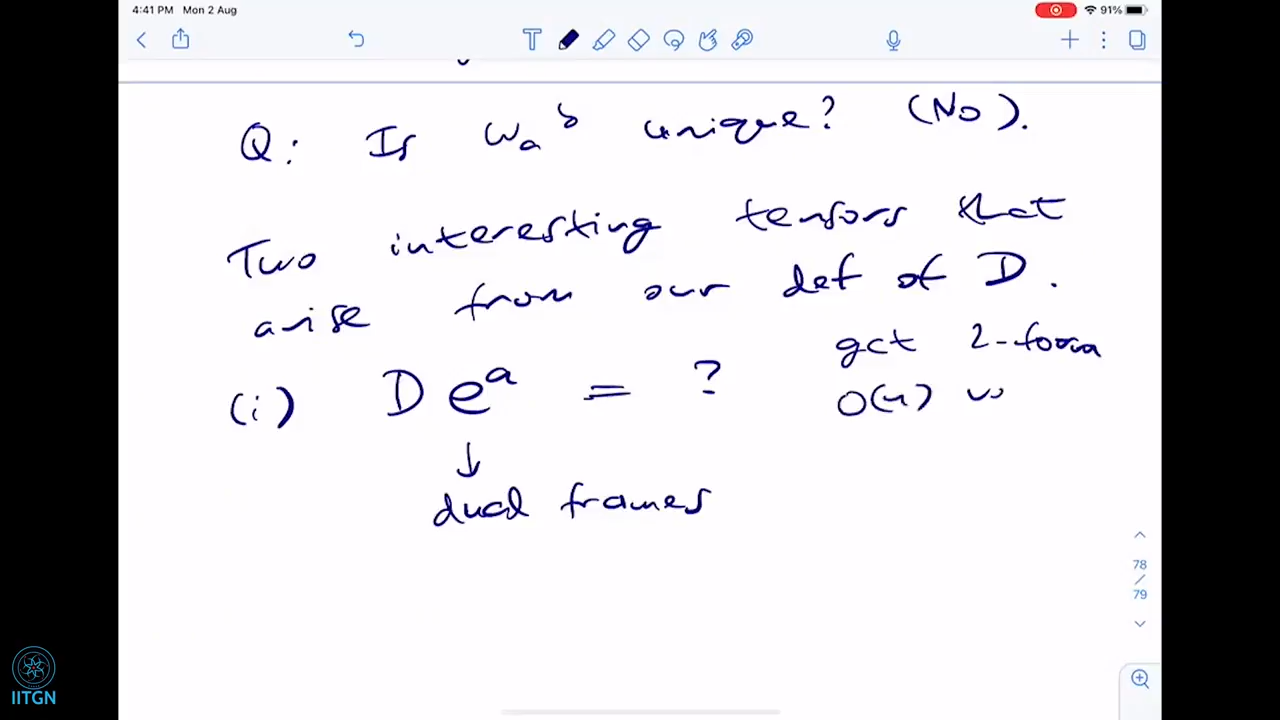 4:41 PM Mon 2 Aug
91%
Q: Is ω_a^b unique? (No).
Two interesting tensors that
arise from our def of D.
(i) D e^a = ?
get 2-form
O(n) v
↓
dual frames
78
/
79
IITGN